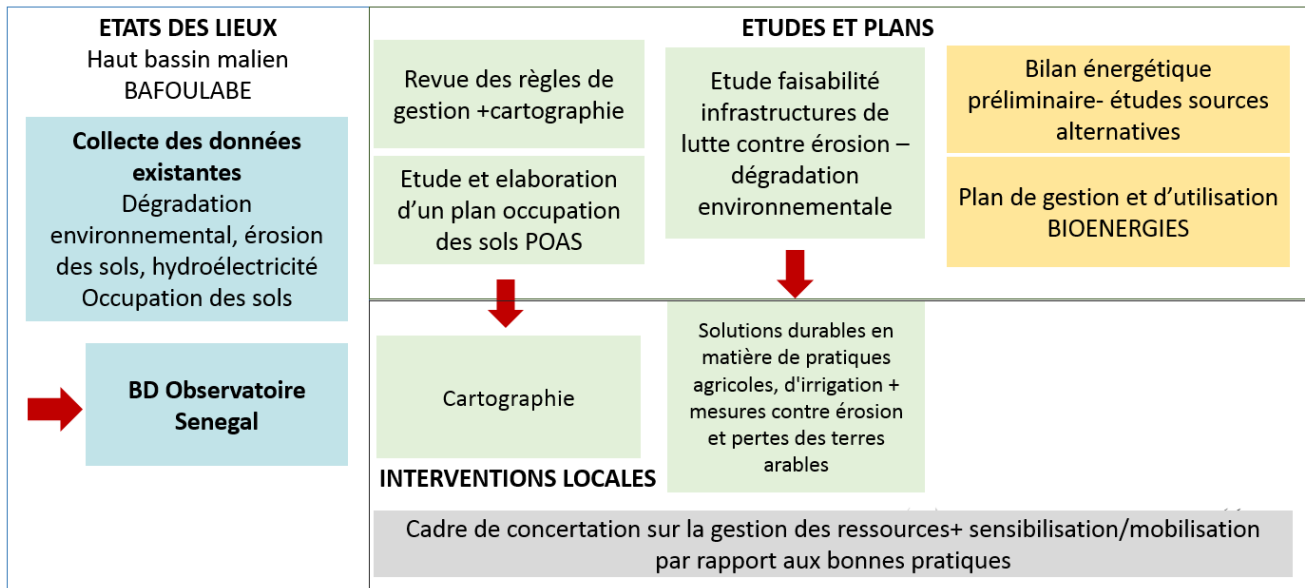 ETATS DES LIEUX
Haut bassin malien
BAFOULABE
Collecte des données
existantes
Dégradation
environnemental, érosion
des sols, hydroélectricité
Occupation des sols
BD Observatoire
Senegal
ETUDES ET PLANS
Revue des règles de
gestion +cartographie
Etude et elaboration
d'un plan occupation
des sols POAS
Etude faisabilité
infrastructures de
lutte contre érosion –
dégradation
environnementale
Bilan énergétique
préliminaire- études sources
alternatives
Plan de gestion et d'utilisation
BIOENERGIES
Cartographie
Solutions durables en
matière de pratiques
agricoles, d'irrigation +
mesures contre érosion
et pertes des terres
arables
INTERVENTIONS LOCALES
Cadre de concertation sur la gestion des ressources+ sensibilisation/mobilisation
par rapport aux bonnes pratiques